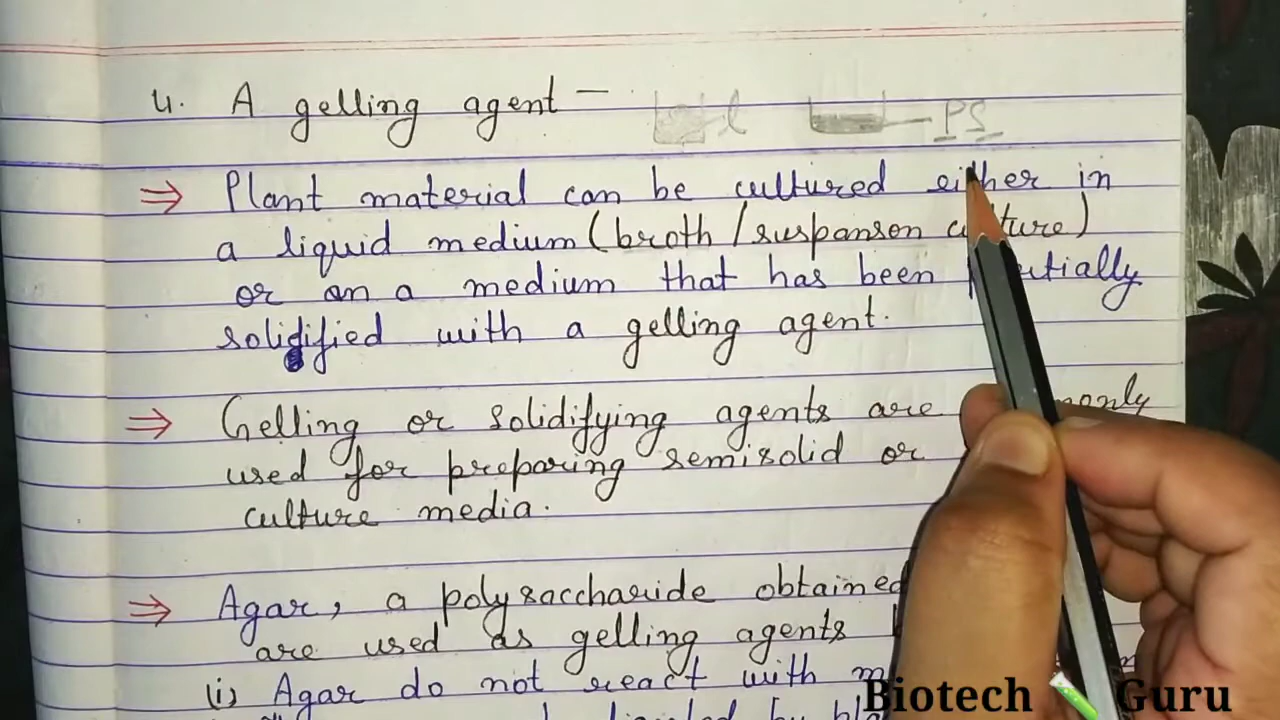 4. A gelling agent —
l PS
⇒ Plant material can be cultured either in
a liquid medium (broth / suspanson culture)
or on a medium that has been partially
solidified with a gelling agent.
⇒ Gelling or solidifying agents are
used for preparing semisolid or
culture media.
⇒ Agar, a polysaccharide obtained
are used as gelling agents
(i) Agar do not react with
Biotech Guru